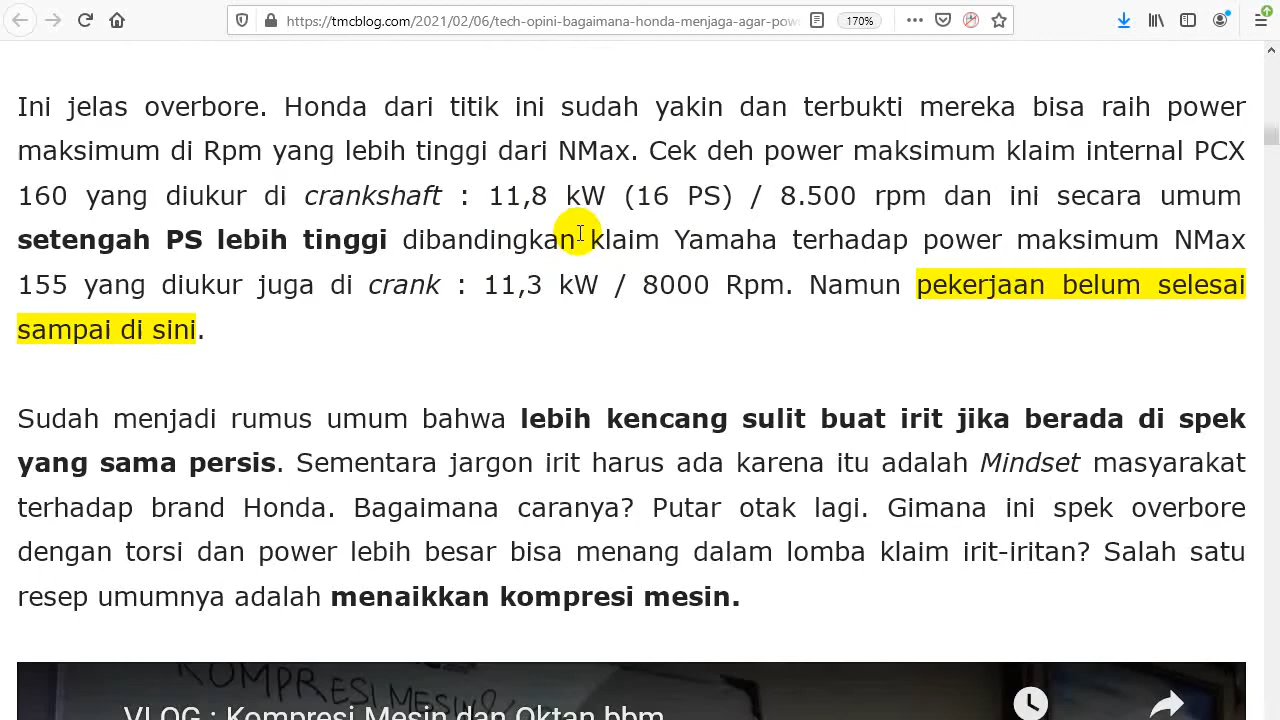 https://tmcblog.com/2021/02/06/tech-opini-bagaimana-honda-menjaga-agar-pow
170%
Ini jelas overbore. Honda dari titik ini sudah yakin dan terbukti mereka bisa raih power
maksimum di Rpm yang lebih tinggi dari NMax. Cek deh power maksimum klaim internal PCX
160 yang diukur di crankshaft : 11,8 kW (16 PS) / 8.500 rpm dan ini secara umum
setengah PS lebih tinggi dibandingkan klaim Yamaha terhadap power maksimum NMax
155 yang diukur juga di crank : 11,3 kW / 8000 Rpm. Namun pekerjaan belum selesai
sampai di sini.
Sudah menjadi rumus umum bahwa lebih kencang sulit buat irit jika berada di spek
yang sama persis. Sementara jargon irit harus ada karena itu adalah Mindset masyarakat
terhadap brand Honda. Bagaimana caranya? Putar otak lagi. Gimana ini spek overbore
dengan torsi dan power lebih besar bisa menang dalam lomba klaim irit-iritan? Salah satu
resep umumnya adalah menaikkan kompresi mesin.
KOMPRESI MESIN
VLOG : Kompresi Mesin dan Oktan bbm